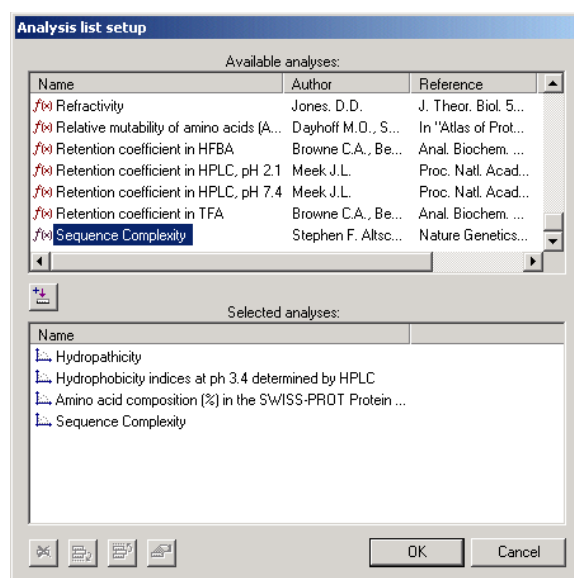 Analysis list setup
Available analyses:
Name Author Reference
f(x) Refractivity Jones. D.D. J. Theor. Biol. 5...
f(x) Relative mutability of amino acids (A... Dayhoff M.O., S... In "Atlas of Prot...
f(x) Retention coefficient in HFBA Browne C.A., Be... Anal. Biochem. ...
f(x) Retention coefficient in HPLC, pH 2.1 Meek J.L. Proc. Natl. Acad...
f(x) Retention coefficient in HPLC, pH 7.4 Meek J.L. Proc. Natl. Acad...
f(x) Retention coefficient in TFA Browne C.A., Be... Anal. Biochem. ...
f(x) Sequence Complexity Stephen F. Altsc... Nature Genetics...
Selected analyses:
Name
Hydropathicity
Hydrophobicity indices at ph 3.4 determined by HPLC
Amino acid composition (%) in the SWISS-PROT Protein ...
Sequence Complexity
OK Cancel